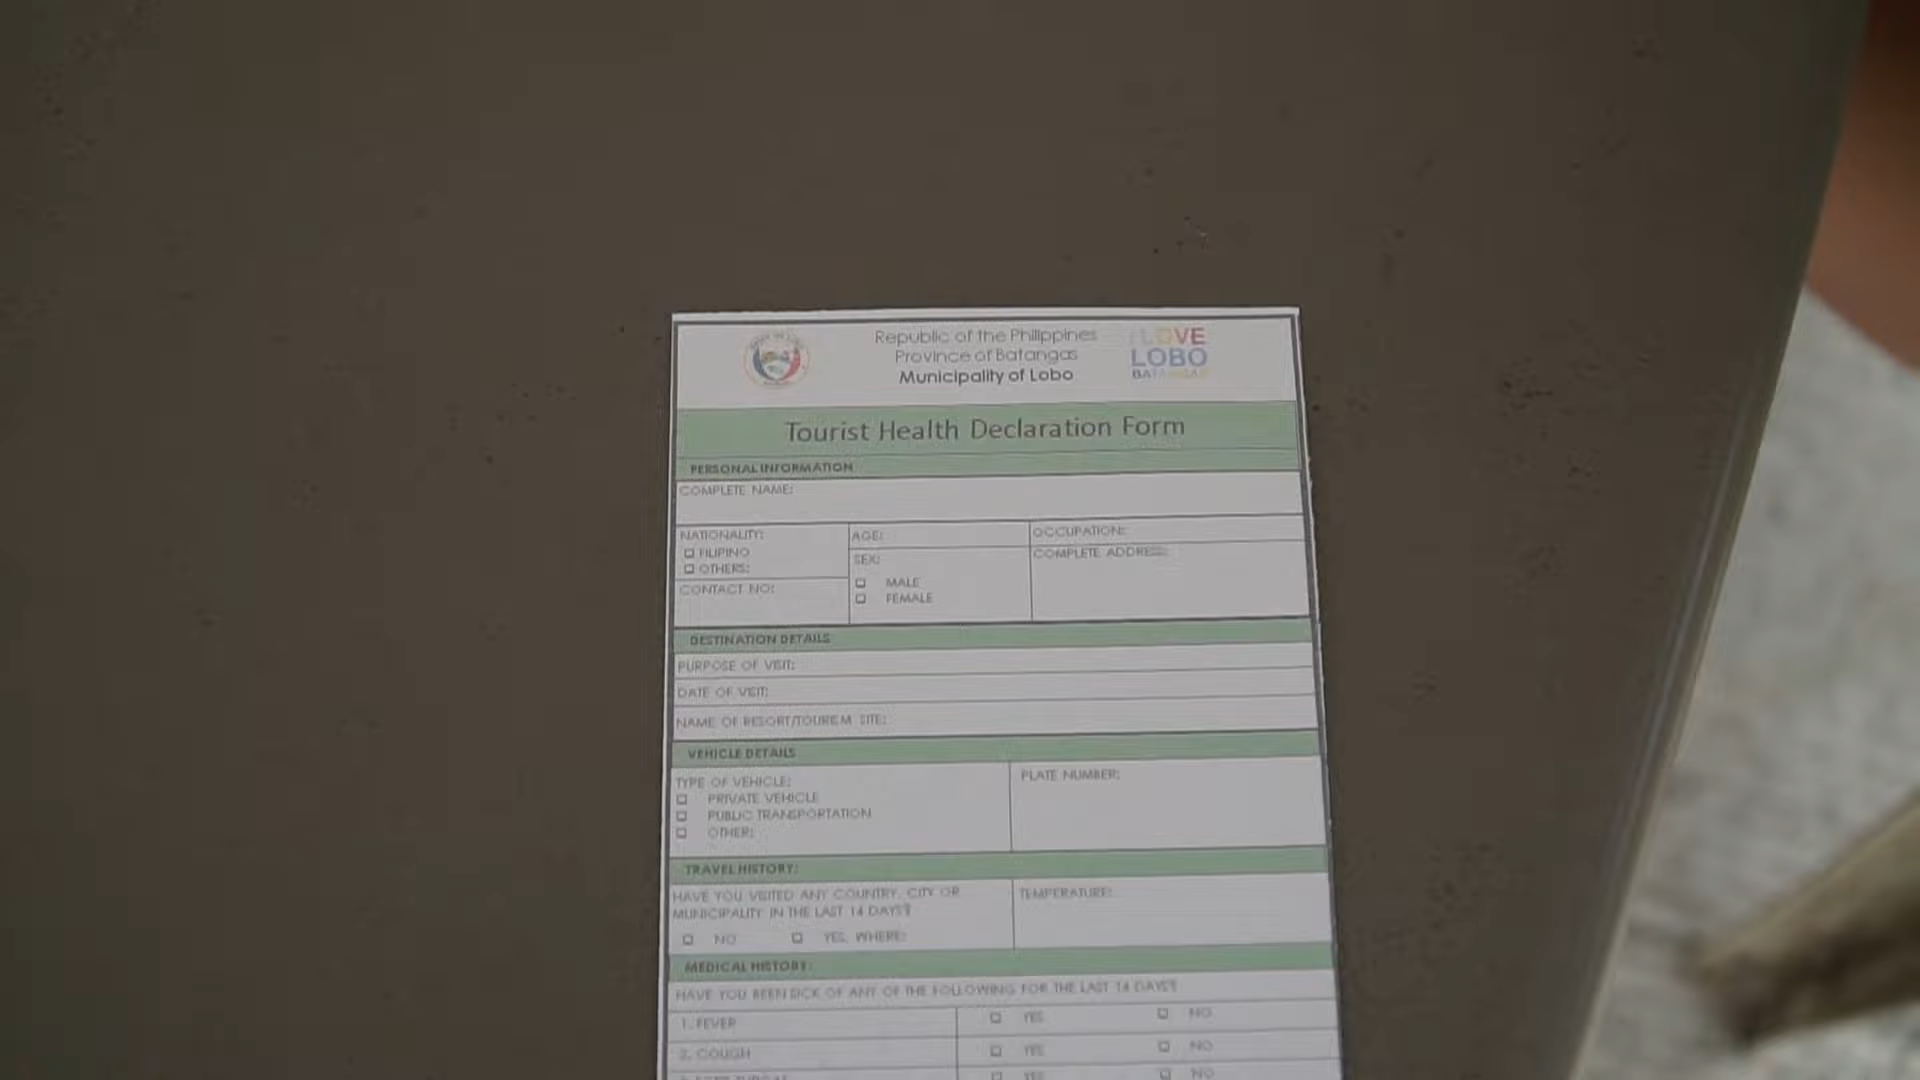 Republic of the Philippines
Province of Batangas
Municipality of Lobo
I LOVE
LOBO
BATANGAS
Tourist Health Declaration Form
PERSONAL INFORMATION
COMPLETE NAME:
NATIONALITY:
FILIPINO
OTHERS:
CONTACT NO:
AGE:
SEX:
MALE
FEMALE
OCCUPATION:
COMPLETE ADDRESS:
DESTINATION DETAILS
PURPOSE OF VISIT:
DATE OF VISIT:
NAME OF RESORT/TOURISM SITE:
VEHICLE DETAILS
TYPE OF VEHICLE:
PRIVATE VEHICLE
PUBLIC TRANSPORTATION
OTHER:
PLATE NUMBER:
TRAVEL HISTORY:
HAVE YOU VISITED ANY COUNTRY, CITY OR
MUNICIPALITY IN THE LAST 14 DAYS?
NO YES, WHERE:
TEMPERATURE:
MEDICAL HISTORY:
HAVE YOU BEEN SICK OF ANY OF THE FOLLOWING FOR THE LAST 14 DAYS?
1. FEVER YES NO
2. COUGH YES NO
YES NO